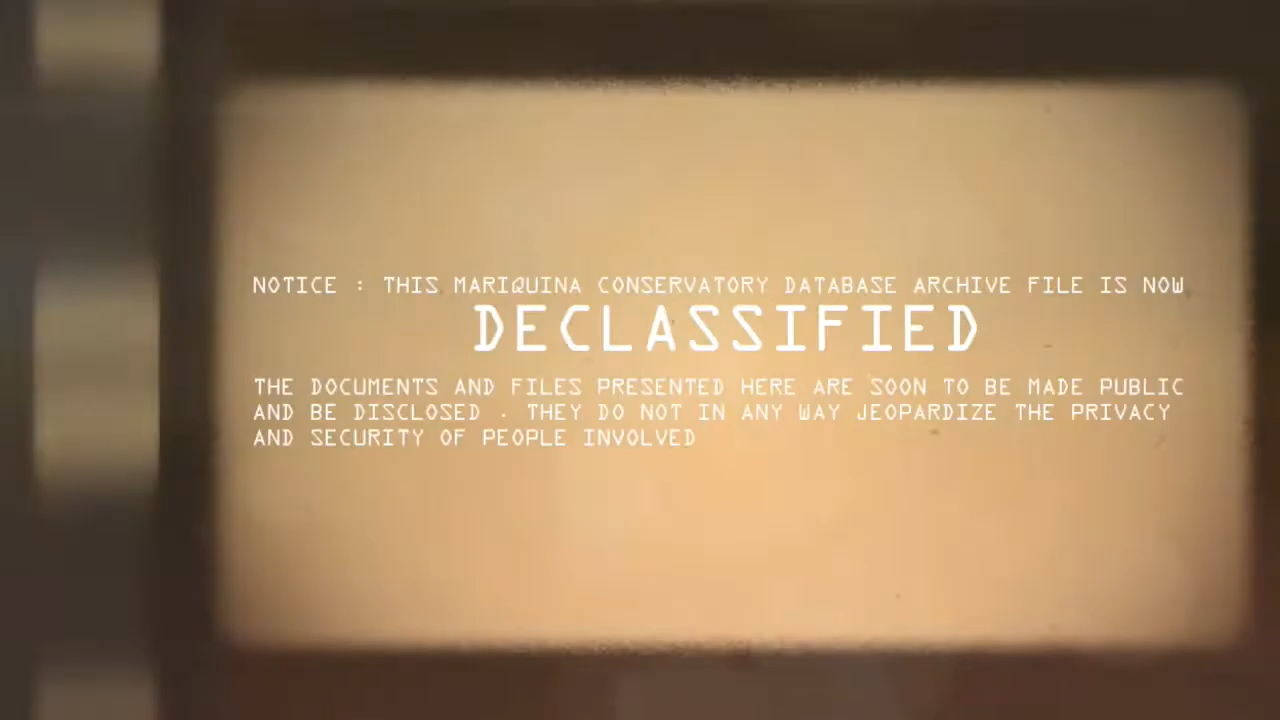 NOTICE : THIS MARIQUINA CONSERVATORY DATABASE ARCHIVE FILE IS NOW
DECLASSIFIED
THE DOCUMENTS AND FILES PRESENTED HERE ARE SOON TO BE MADE PUBLIC
AND BE DISCLOSED . THEY DO NOT IN ANY WAY JEOPARDIZE THE PRIVACY
AND SECURITY OF PEOPLE INVOLVED